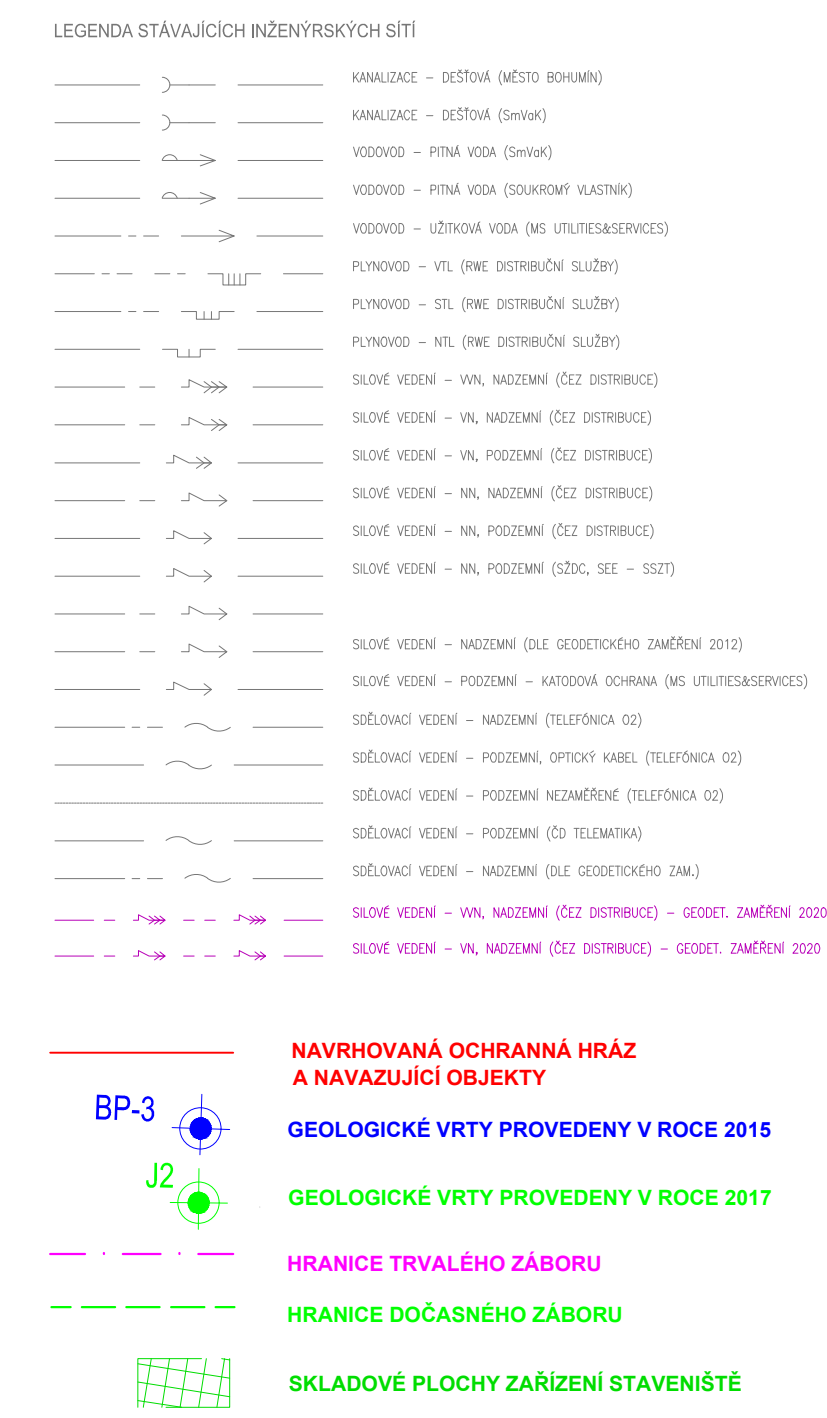 LEGENDA STÁVAJÍCÍCH INŽENÝRSKÝCH SÍTÍ
KANALIZACE – DEŠŤOVÁ (MĚSTO BOHUMÍN)
KANALIZACE – DEŠŤOVÁ (SmVaK)
VODOVOD – PITNÁ VODA (SmVaK)
VODOVOD – PITNÁ VODA (SOUKROMÝ VLASTNÍK)
VODOVOD – UŽITKOVÁ VODA (MS UTILITIES&SERVICES)
PLYNOVOD – VTL (RWE DISTRIBUČNÍ SLUŽBY)
PLYNOVOD – STL (RWE DISTRIBUČNÍ SLUŽBY)
PLYNOVOD – NTL (RWE DISTRIBUČNÍ SLUŽBY)
SILOVÉ VEDENÍ – VVN, NADZEMNÍ (ČEZ DISTRIBUCE)
SILOVÉ VEDENÍ – VN, NADZEMNÍ (ČEZ DISTRIBUCE)
SILOVÉ VEDENÍ – VN, PODZEMNÍ (ČEZ DISTRIBUCE)
SILOVÉ VEDENÍ – NN, NADZEMNÍ (ČEZ DISTRIBUCE)
SILOVÉ VEDENÍ – NN, PODZEMNÍ (ČEZ DISTRIBUCE)
SILOVÉ VEDENÍ – NN, PODZEMNÍ (SŽDC, SEE – SSZT)
SILOVÉ VEDENÍ – NADZEMNÍ (DLE GEODETICKÉHO ZAMĚŘENÍ 2012)
SILOVÉ VEDENÍ – PODZEMNÍ – KATODOVÁ OCHRANA (MS UTILITIES&SERVICES)
SDĚLOVACÍ VEDENÍ – NADZEMNÍ (TELEFÓNICA O2)
SDĚLOVACÍ VEDENÍ – PODZEMNÍ, OPTICKÝ KABEL (TELEFÓNICA O2)
SDĚLOVACÍ VEDENÍ – PODZEMNÍ NEZAMĚŘENÉ (TELEFÓNICA O2)
SDĚLOVACÍ VEDENÍ – PODZEMNÍ (ČD TELEMATIKA)
SDĚLOVACÍ VEDENÍ – NADZEMNÍ (DLE GEODETICKÉHO ZAM.)
SILOVÉ VEDENÍ – VVN, NADZEMNÍ (ČEZ DISTRIBUCE) – GEODET. ZAMĚŘENÍ 2020
SILOVÉ VEDENÍ – VN, NADZEMNÍ (ČEZ DISTRIBUCE) – GEODET. ZAMĚŘENÍ 2020
NAVRHOVANÁ OCHRANNÁ HRÁZ
A NAVAZUJÍCÍ OBJEKTY
BP-3
GEOLOGICKÉ VRTY PROVEDENY V ROCE 2015
J2
GEOLOGICKÉ VRTY PROVEDENY V ROCE 2017
HRANICE TRVALÉHO ZÁBORU
HRANICE DOČASNÉHO ZÁBORU
SKLADOVÉ PLOCHY ZAŘÍZENÍ STAVENIŠTĚ